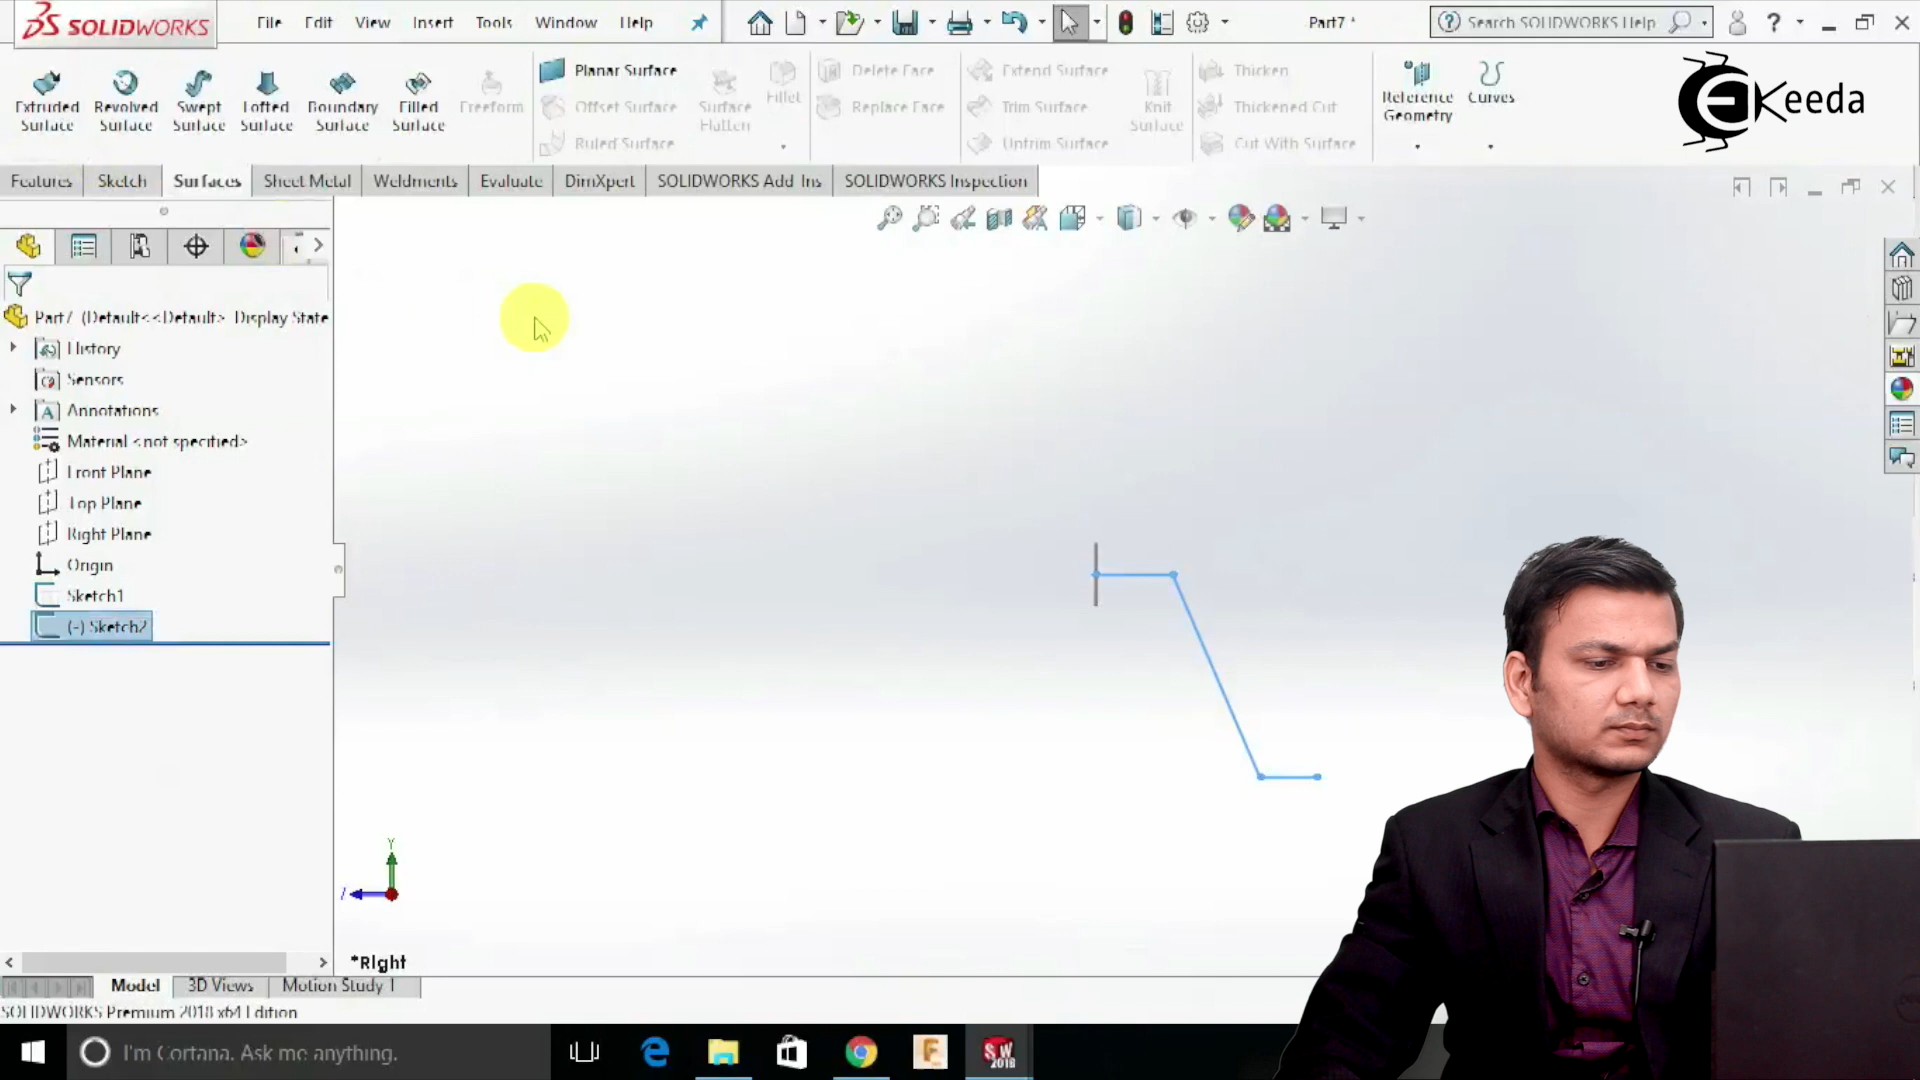 SOLIDWORKS
File Edit View Insert Tools Window Help
Part7 *
Search SOLIDWORKS Help
Extruded Surface
Revolved Surface
Swept Surface
Lofted Surface
Boundary Surface
Filled Surface
Freeform
Planar Surface
Offset Surface
Ruled Surface
Surface Flatten
Fillet
Delete Face
Replace Face
Extend Surface
Trim Surface
Untrim Surface
Knit Surface
Thicken
Thickened Cut
Cut With Surface
Reference Geometry
Curves
EKeeda
Features Sketch Surfaces Sheet Metal Weldments Evaluate DimXpert SOLIDWORKS Add-Ins SOLIDWORKS Inspection
Part7 (Default<<Default>_Display State
History
Sensors
Annotations
Material <not specified>
Front Plane
Top Plane
Right Plane
Origin
Sketch1
(-) Sketch2
Y
Z
*Right
Model 3D Views Motion Study 1
SOLIDWORKS Premium 2018 x64 Edition
I'm Cortana. Ask me anything.
SW 2018